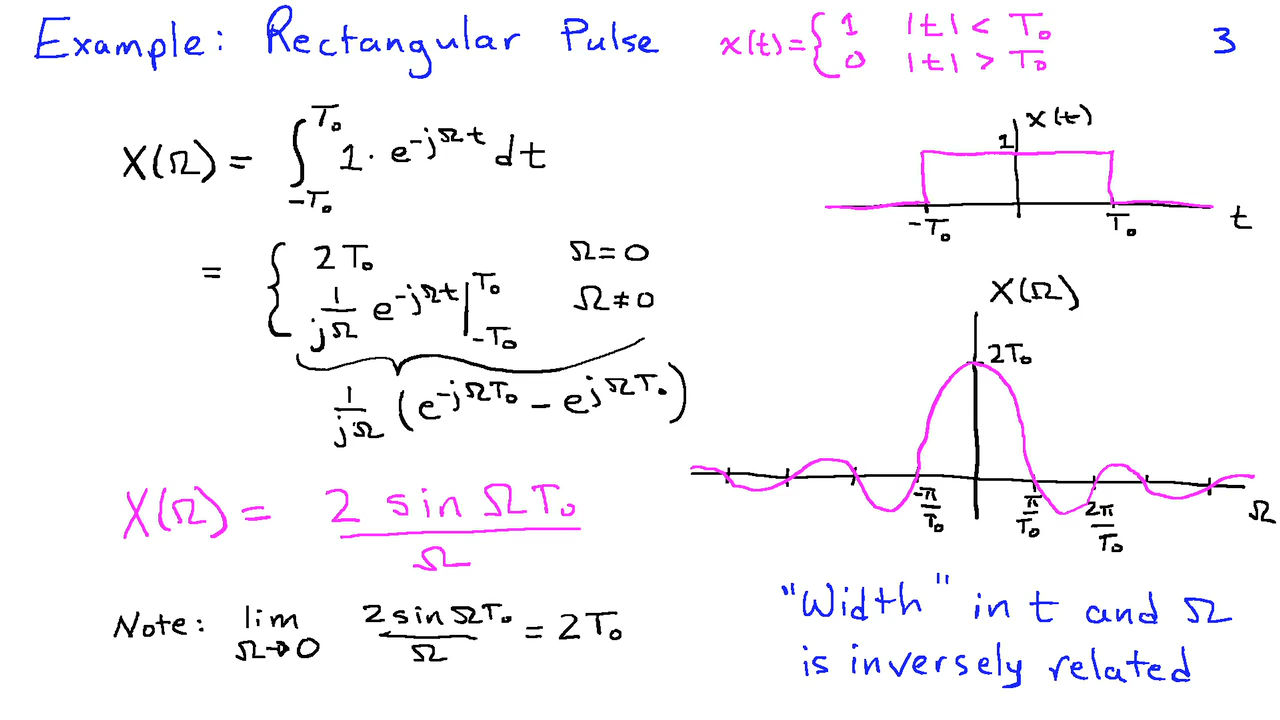 Example: Rectangular Pulse x(t) = { 1 |t| < T₀ 3
0 |t| > T₀
X(Ω) = ∫_{-T₀}^{T₀} 1· e^{-jΩt} dt
= { 2T₀ Ω=0
1/jΩ e^{-jΩt} |_{-T₀}^{T₀} Ω≠0
1/jΩ (e^{-jΩT₀} - e^{jΩT₀})
X(Ω) = 2 sin ΩT₀ / Ω
Note: lim_{Ω→0} 2 sin ΩT₀ / Ω = 2T₀
x(t)
1
-T₀ T₀ t
X(Ω)
2T₀
-π/T₀ π/T₀ 2π/T₀ Ω
"Width" in t and Ω
is inversely related